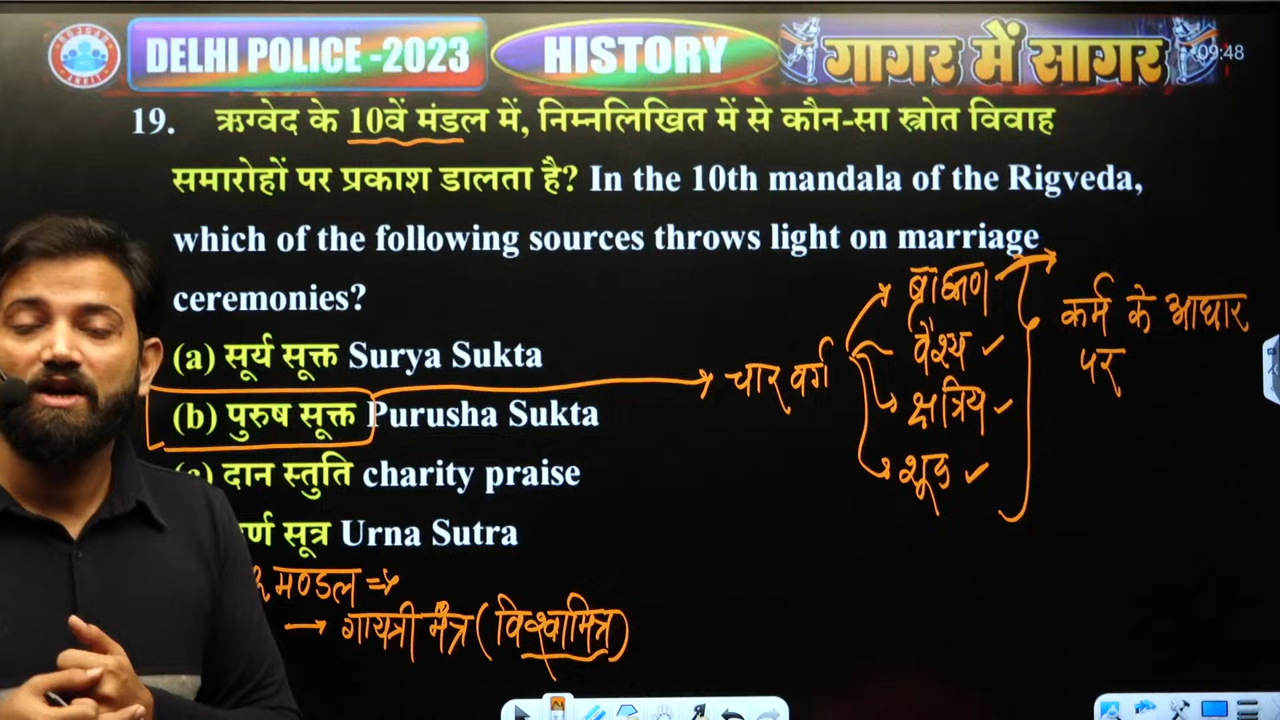 DELHI POLICE -2023 HISTORY गागर में सागर 09:48
19. ऋग्वेद के 10वें मंडल में, निम्नलिखित में से कौन-सा स्त्रोत विवाह
समारोहों पर प्रकाश डालता है? In the 10th mandala of the Rigveda,
which of the following sources throws light on marriage
ceremonies?
(a) सूर्य सूक्त Surya Sukta
(b) पुरुष सूक्त Purusha Sukta
दान स्तुति charity praise
र्ण सूत्र Urna Sutra
चार वर्ग
ब्राह्मण
वैश्य
क्षत्रिय
शूद्र
कर्म के आधार
पर
मण्डल ⇒
→ गायत्री मंत्र (विश्वामित्र)